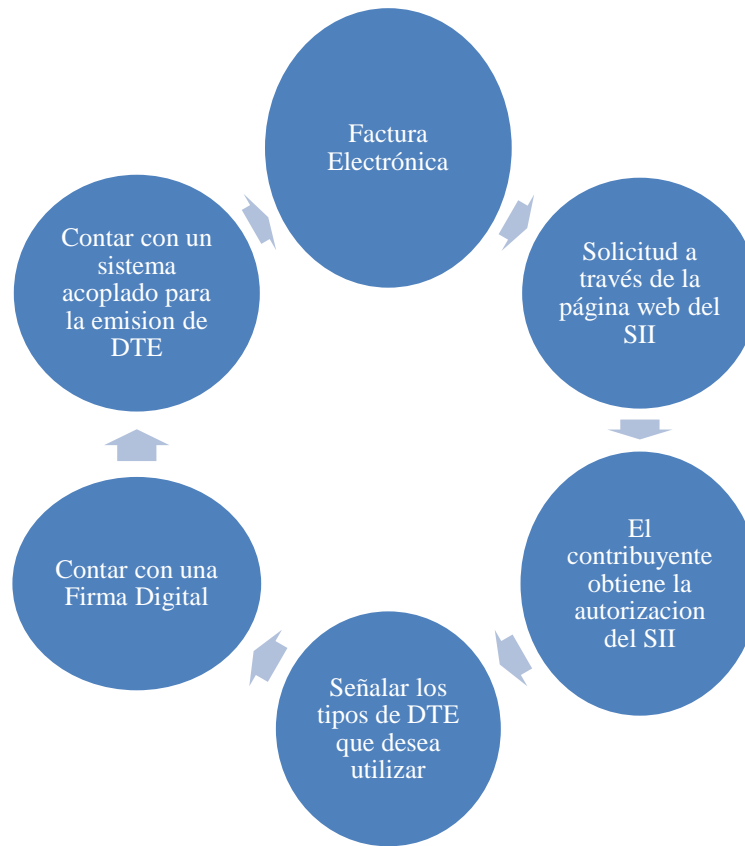 Factura
Electrónica
Solicitud a
través de la
página web del
SII
El
contribuyente
obtiene la
autorizacion
del SII
Señalar los
tipos de DTE
que desea
utilizar
Contar con una
Firma Digital
Contar con un
sistema
acoplado para
la emision de
DTE